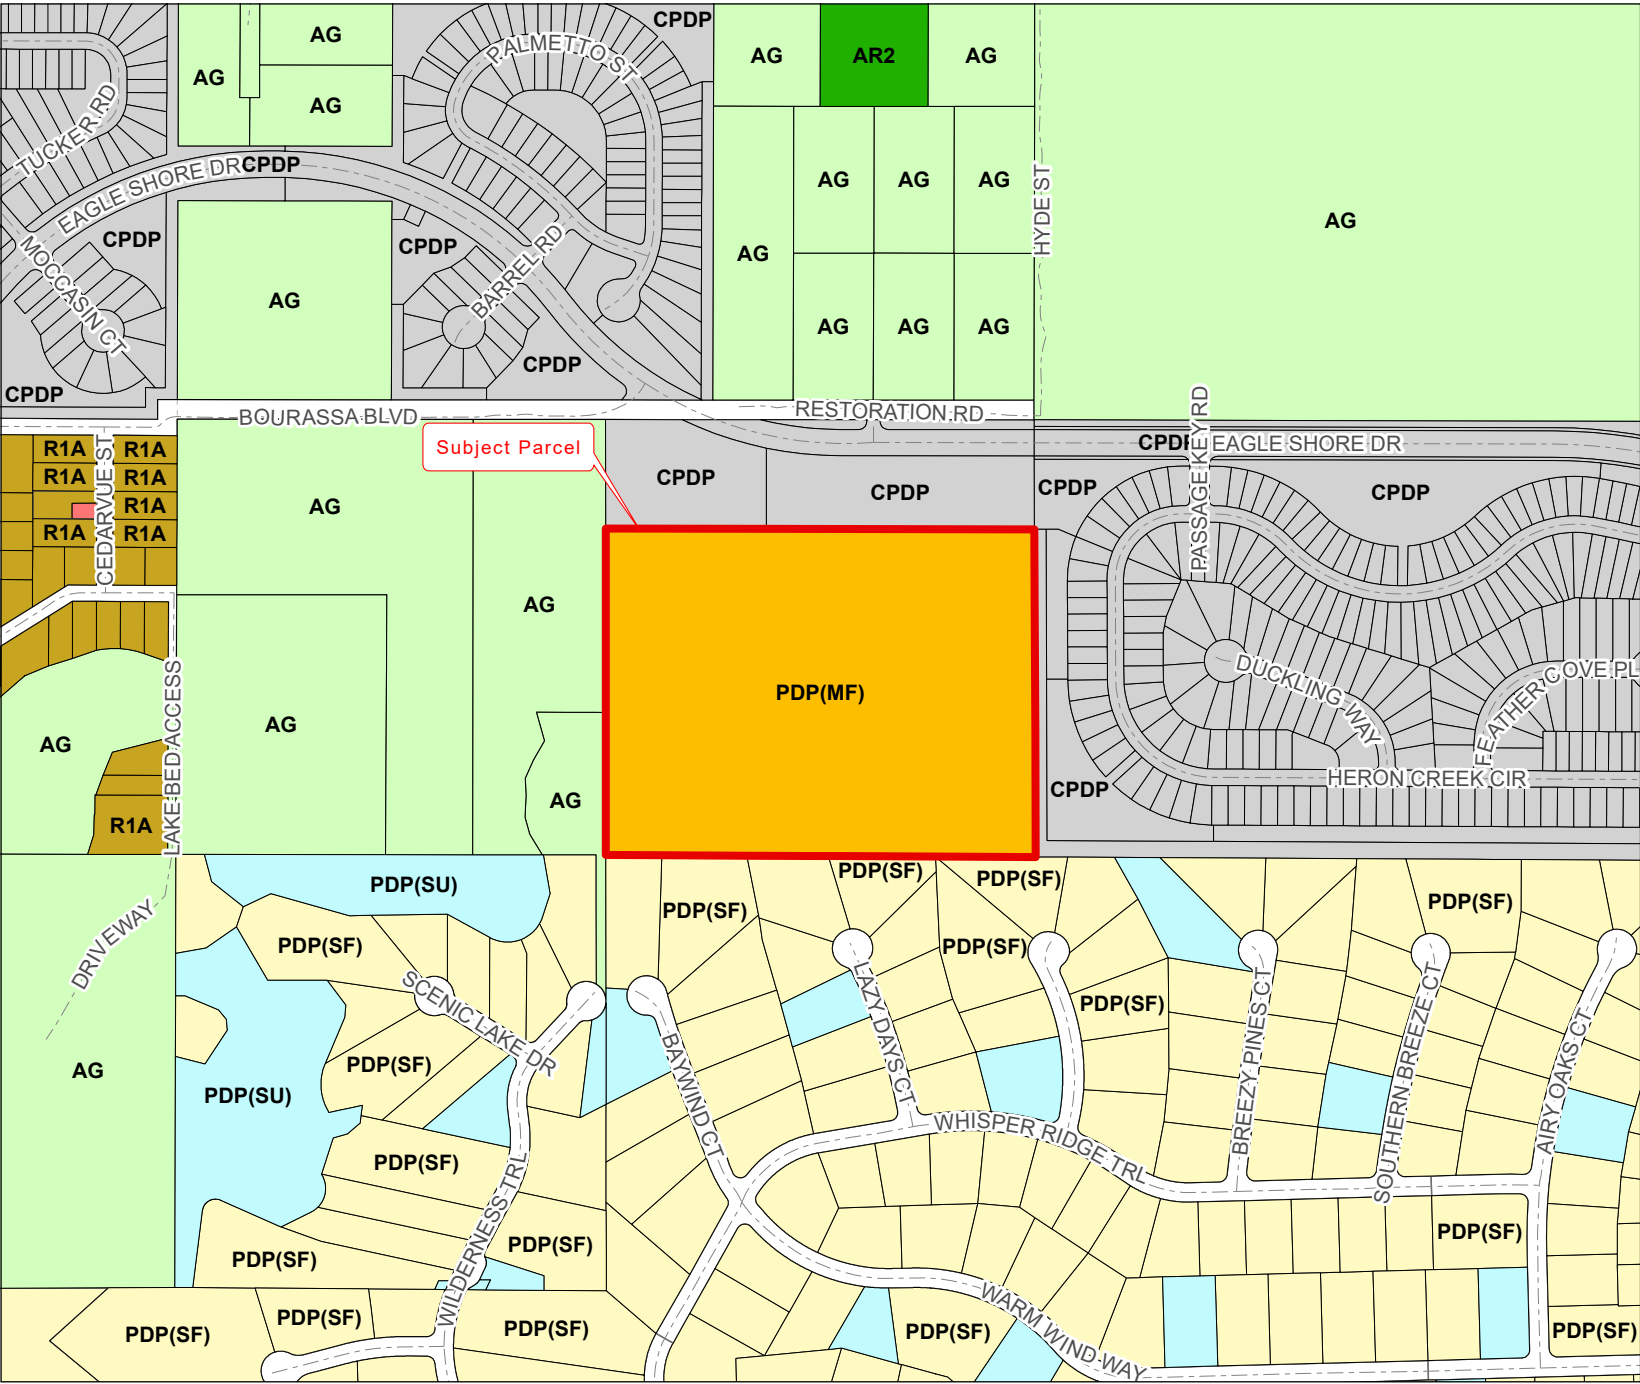 CPDP
AG
PALMETTO ST
AG
AR2
AG
AG
AG
TUCKER RD
EAGLE SHORE DR
CPDP
AG
AG
AG
HYDE ST
AG
CPDP
CPDP
MOCCASIN CT
BARREL RD
AG
AG
AG
AG
AG
CPDP
CPDP
BOURASSA BLVD
RESTORATION RD
PASSAGE KEY RD
CPDP
EAGLE SHORE DR
R1A
R1A
CEDARVUE ST
Subject Parcel
R1A
R1A
CPDP
CPDP
CPDP
CPDP
R1A
AG
R1A
R1A
AG
PDP(MF)
DUCKLING WAY
FEATHER COVE PL
LAKE BED ACCESS
AG
AG
HERON CREEK CIR
AG
CPDP
R1A
PDP(SU)
PDP(SF)
PDP(SF)
PDP(SF)
PDP(SF)
DRIVEWAY
PDP(SF)
PDP(SF)
SCENIC LAKE DR
LAZY DAYS CT
PDP(SF)
BREEZY PINES CT
SOUTHERN BREEZE CT
AIRY OAKS CT
AG
PDP(SF)
PDP(SU)
BAYWIND CT
WHISPER RIDGE TRL
PDP(SF)
WILDERNESS TRL
PDP(SF)
PDP(SF)
PDP(SF)
PDP(SF)
PDP(SF)
PDP(SF)
PDP(SF)
WARM WIND WAY
PDP(SF)